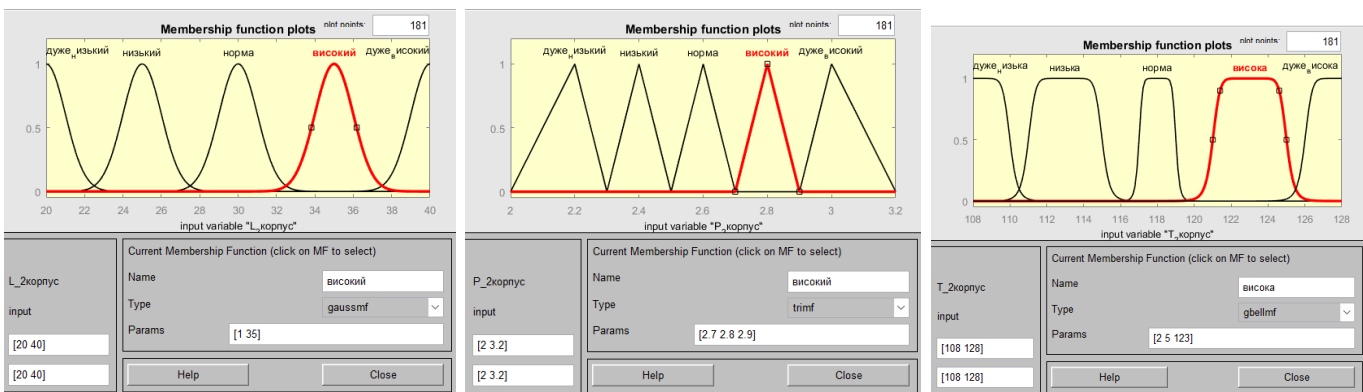 Membership function plots plot points: 181
дуже_низький низький норма високий дуже_високий
1
0.5
0
20 22 24 26 28 30 32 34 36 38 40
input variable "L_2корпус"
L_2корпус
input
[20 40]
[20 40]
Current Membership Function (click on MF to select)
Name високий
Type gaussmf
Params [1 35]
Help Close
Membership function plots plot points: 181
дуже_низький низький норма високий дуже_високий
1
0.5
0
2 2.2 2.4 2.6 2.8 3 3.2
input variable "P_2корпус"
P_2корпус
input
[2 3.2]
[2 3.2]
Current Membership Function (click on MF to select)
Name високий
Type trimf
Params [2.7 2.8 2.9]
Help Close
Membership function plots plot points: 181
дуже_низька низька норма висока дуже_висока
1
0.5
0
108 110 112 114 116 118 120 122 124 126 128
input variable "T_2корпус"
T_2корпус
input
[108 128]
[108 128]
Current Membership Function (click on MF to select)
Name висока
Type gbellmf
Params [2 5 123]
Help Close